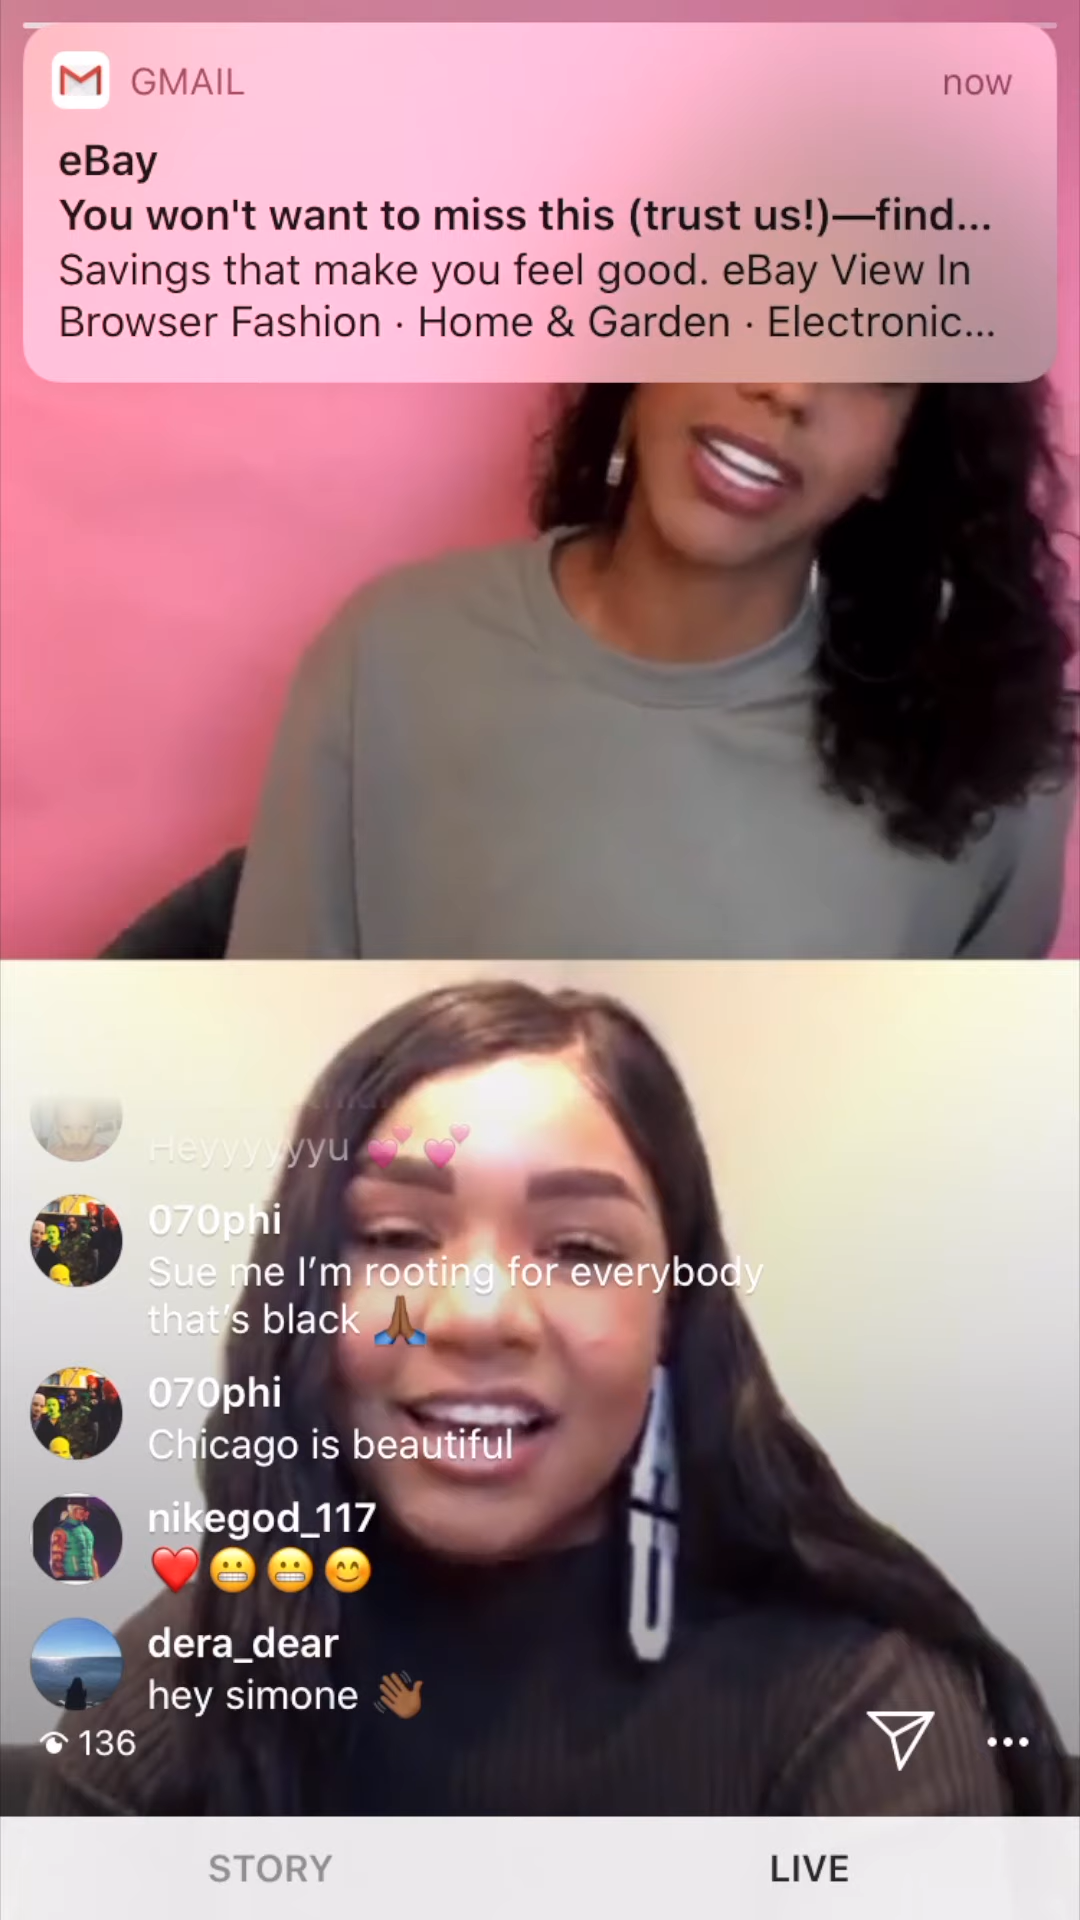 GMAIL
now
eBay
You won't want to miss this (trust us!)—find...
Savings that make you feel good. eBay View In
Browser Fashion · Home & Garden · Electronic...
Heyyyyyyu 💕 💕
070phi
Sue me I’m rooting for everybody
that’s black 🙏🏾
070phi
Chicago is beautiful
nikegod_117
❤️😬😬😊
dera_dear
hey simone 👋🏾
136
STORY
LIVE